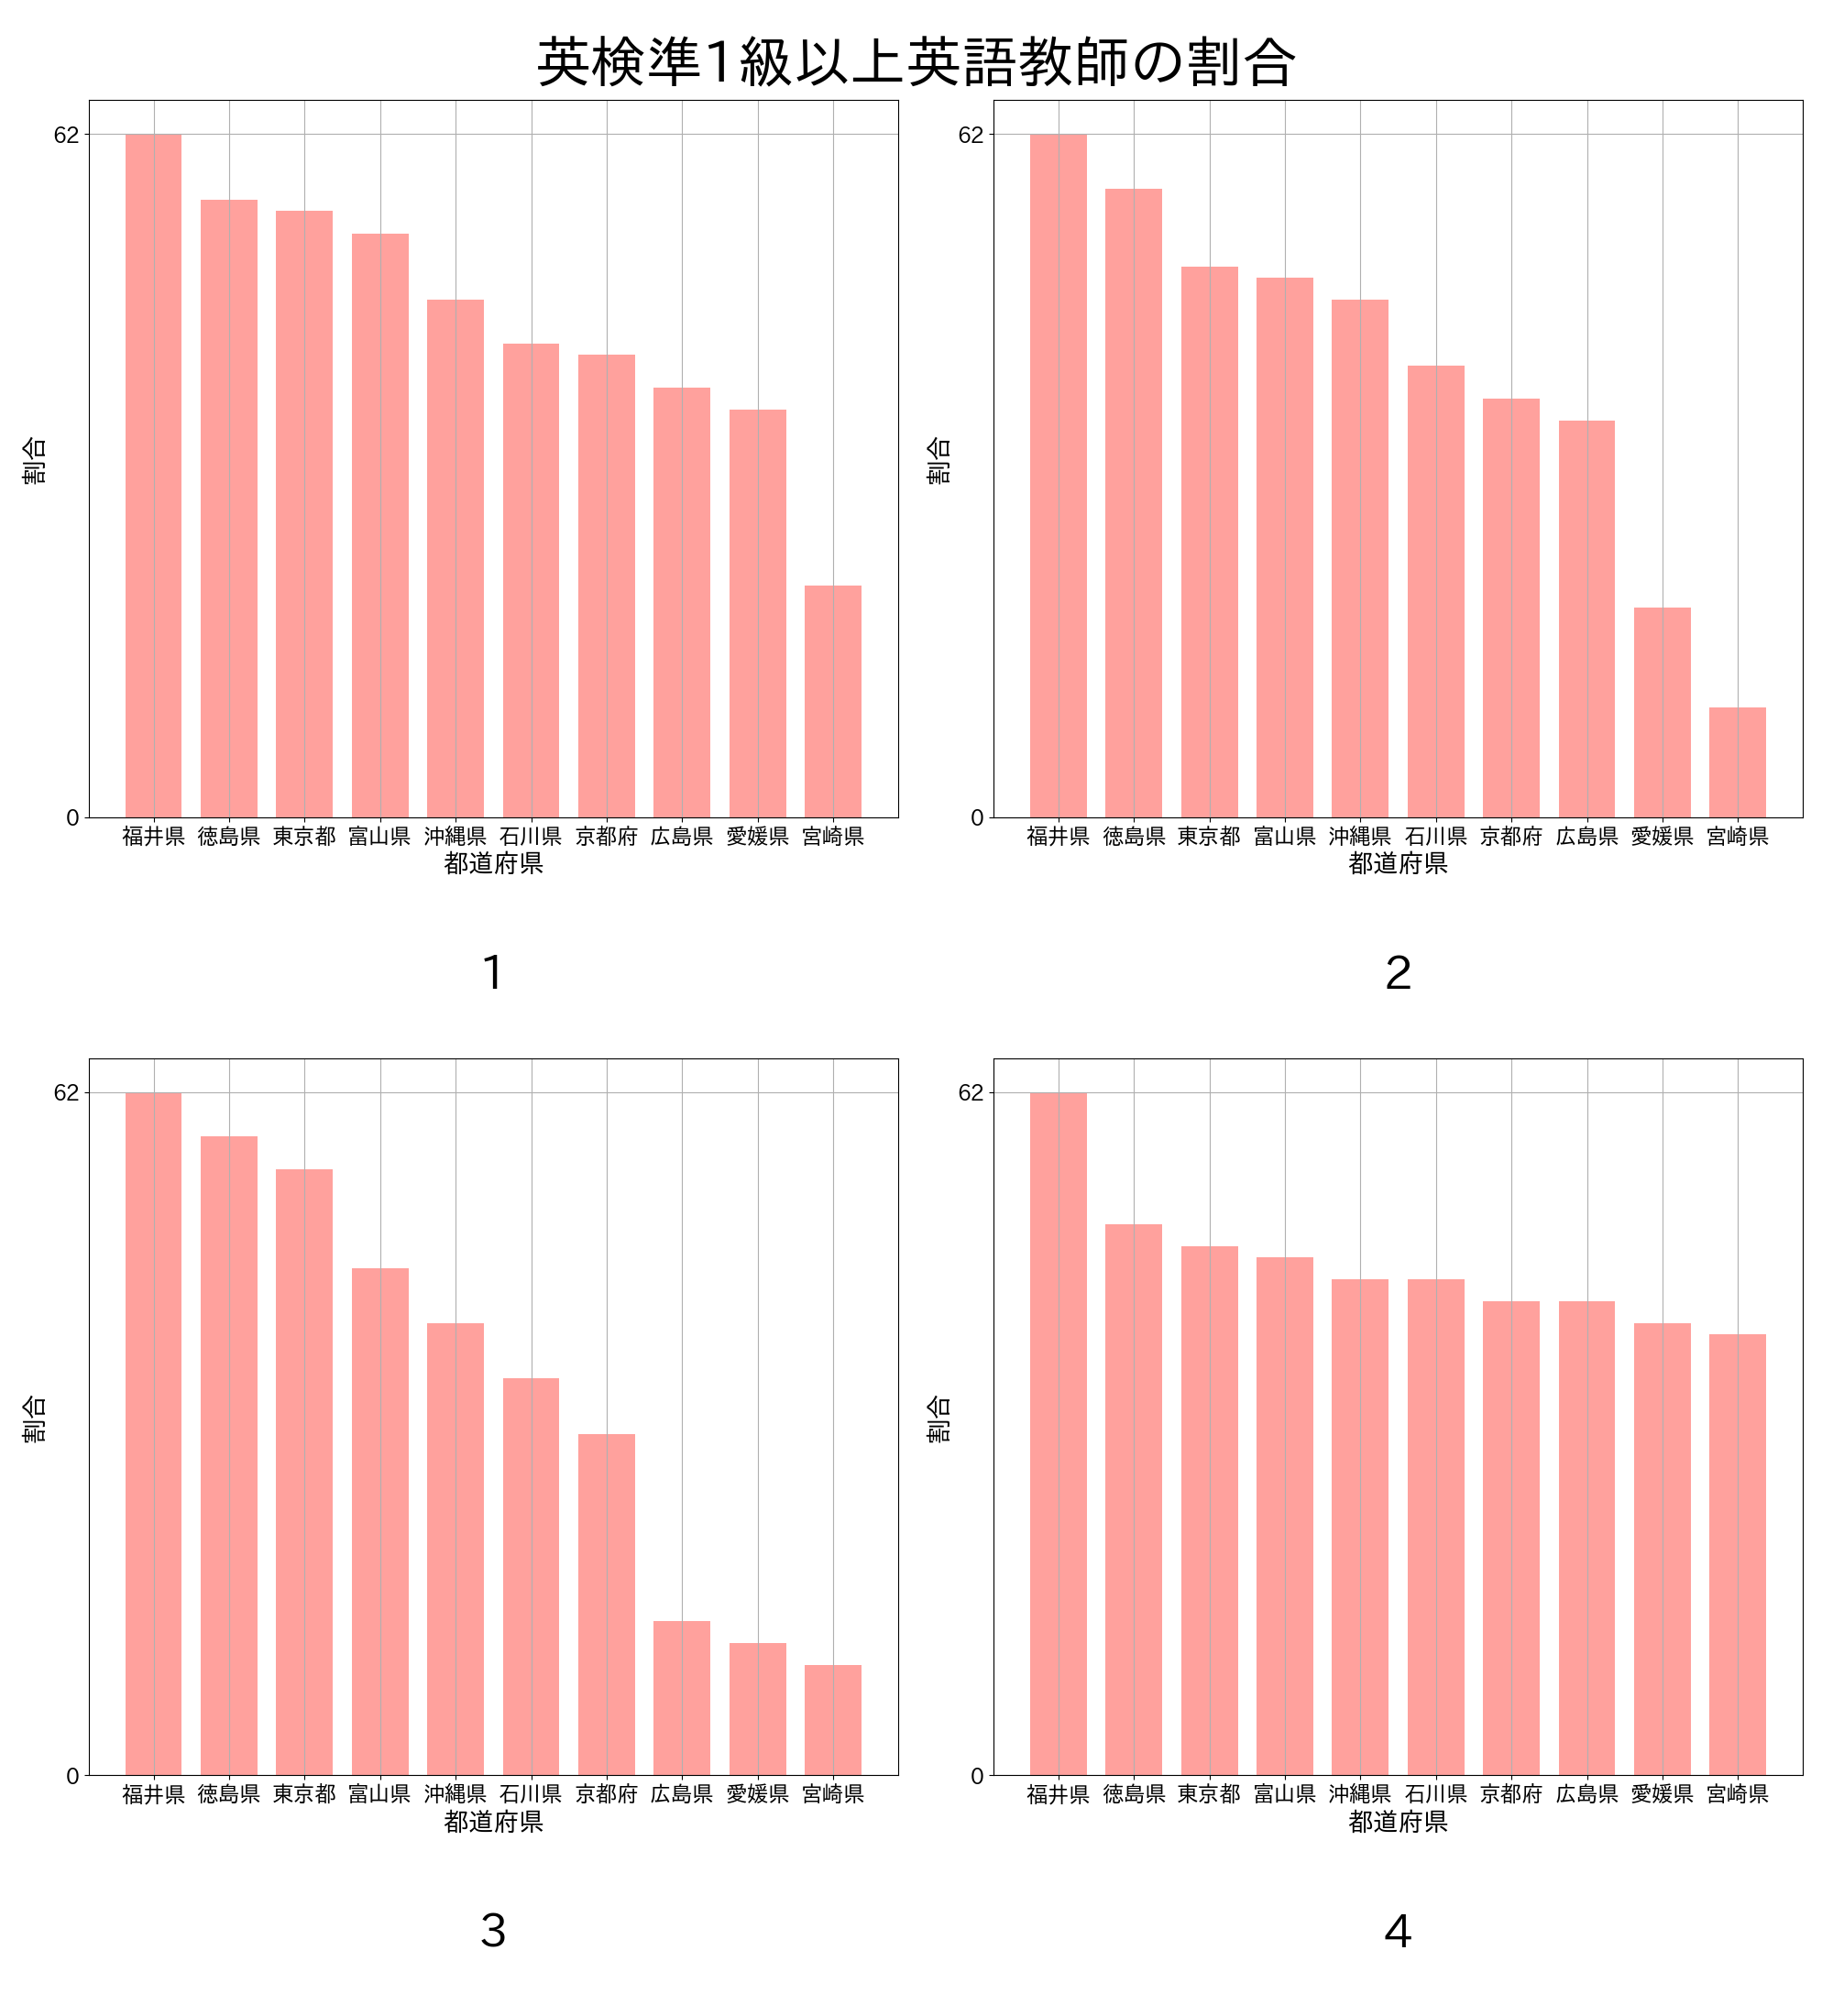 英検準1級以上英語教師の割合
62
0
割合
福井県 徳島県 東京都 富山県 沖縄県 石川県 京都府 広島県 愛媛県 宮崎県
都道府県
1
62
0
割合
福井県 徳島県 東京都 富山県 沖縄県 石川県 京都府 広島県 愛媛県 宮崎県
都道府県
2
62
0
割合
福井県 徳島県 東京都 富山県 沖縄県 石川県 京都府 広島県 愛媛県 宮崎県
都道府県
3
62
0
割合
福井県 徳島県 東京都 富山県 沖縄県 石川県 京都府 広島県 愛媛県 宮崎県
都道府県
4